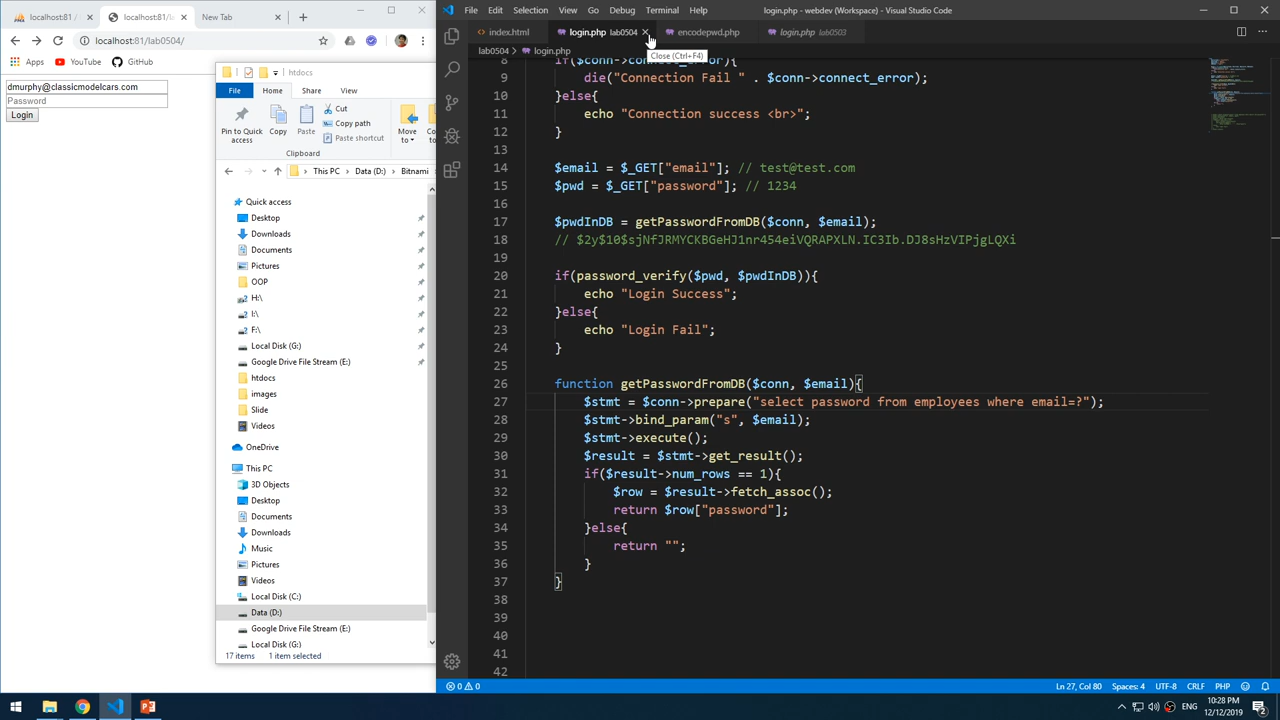 localhost:81 /
localhost:81/lab0504/
New Tab
localhost:81/lab0504/
Apps
YouTube
GitHub
dmurphy@classicmodelcars.com
Password
Login
htdocs
File
Home
Share
View
Pin to Quick access
Copy
Paste
Cut
Copy path
Paste shortcut
Move to
Clipboard
This PC
Data (D:)
Bitnami
Quick access
Desktop
Downloads
Documents
Pictures
OOP
H:\
I:\
F:\
Local Disk (G:)
Google Drive File Stream (E:)
htdocs
images
Slide
Videos
OneDrive
This PC
3D Objects
Desktop
Documents
Downloads
Music
Pictures
Videos
Local Disk (C:)
Data (D:)
Google Drive File Stream (E:)
Local Disk (G:)
17 items 1 item selected
File Edit Selection View Go Debug Terminal Help
login.php - webdev (Workspace) - Visual Studio Code
index.html
login.php lab0504
encodepwd.php
login.php lab0503
lab0504 > login.php
Close (Ctrl+F4)
8 if($conn->connect_error){
9 die("Connection Fail " . $conn->connect_error);
10 }else{
11 echo "Connection success <br>";
12 }
13
14 $email = $_GET["email"]; // test@test.com
15 $pwd = $_GET["password"]; // 1234
16
17 $pwdInDB = getPasswordFromDB($conn, $email);
18 // $2y$10$sjNfJRMYCKBGeHJ1nr454eiVQRAPXLN.IC3Ib.DJ8sHzVIPjgLQXi
19
20 if(password_verify($pwd, $pwdInDB)){
21 echo "Login Success";
22 }else{
23 echo "Login Fail";
24 }
25
26 function getPasswordFromDB($conn, $email){
27 $stmt = $conn->prepare("select password from employees where email=?");
28 $stmt->bind_param("s", $email);
29 $stmt->execute();
30 $result = $stmt->get_result();
31 if($result->num_rows == 1){
32 $row = $result->fetch_assoc();
33 return $row["password"];
34 }else{
35 return "";
36 }
37 }
38
39
40
41
42
0 0
Ln 27, Col 80
Spaces: 4
UTF-8
CRLF
PHP
ENG
10:28 PM
12/12/2019
2